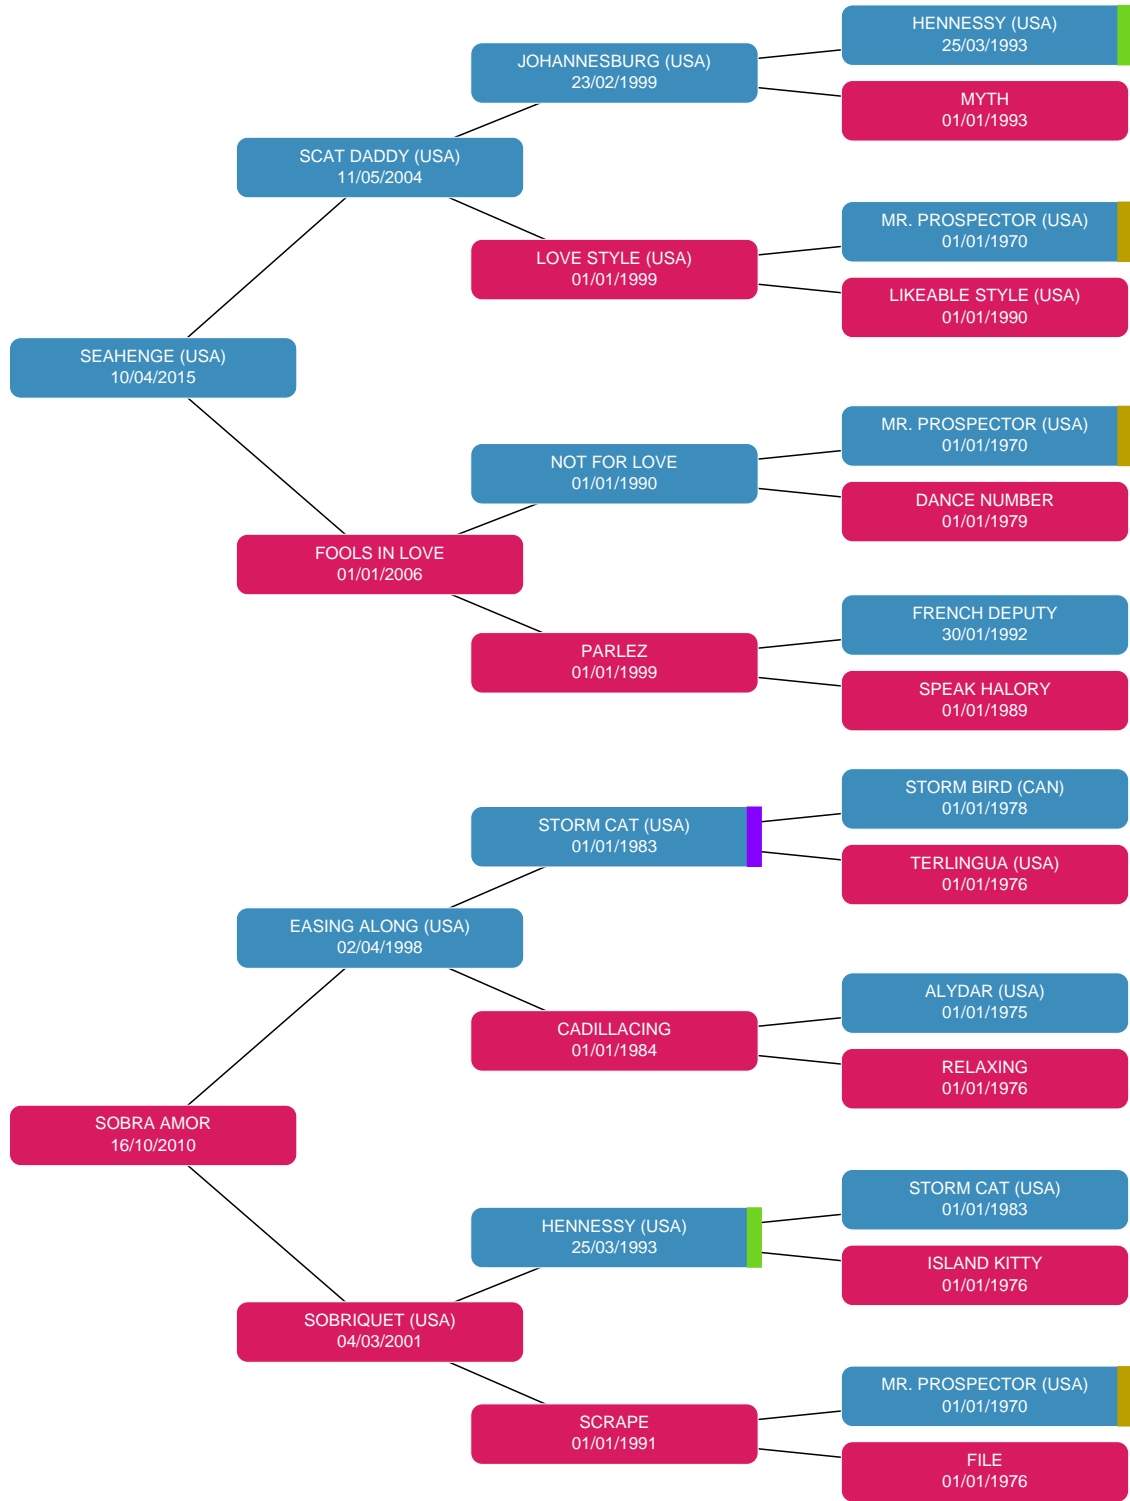 HENNESSY (USA)
25/03/1993
JOHANNESBURG (USA)
23/02/1999
MYTH
01/01/1993
SCAT DADDY (USA)
11/05/2004
MR. PROSPECTOR (USA)
01/01/1970
LOVE STYLE (USA)
01/01/1999
LIKEABLE STYLE (USA)
01/01/1990
SEAHENGE (USA)
10/04/2015
MR. PROSPECTOR (USA)
01/01/1970
NOT FOR LOVE
01/01/1990
DANCE NUMBER
01/01/1979
FOOLS IN LOVE
01/01/2006
FRENCH DEPUTY
30/01/1992
PARLEZ
01/01/1999
SPEAK HALORY
01/01/1989
STORM BIRD (CAN)
01/01/1978
STORM CAT (USA)
01/01/1983
TERLINGUA (USA)
01/01/1976
EASING ALONG (USA)
02/04/1998
ALYDAR (USA)
01/01/1975
CADILLACING
01/01/1984
RELAXING
01/01/1976
SOBRA AMOR
16/10/2010
STORM CAT (USA)
01/01/1983
HENNESSY (USA)
25/03/1993
ISLAND KITTY
01/01/1976
SOBRIQUET (USA)
04/03/2001
MR. PROSPECTOR (USA)
01/01/1970
SCRAPE
01/01/1991
FILE
01/01/1976